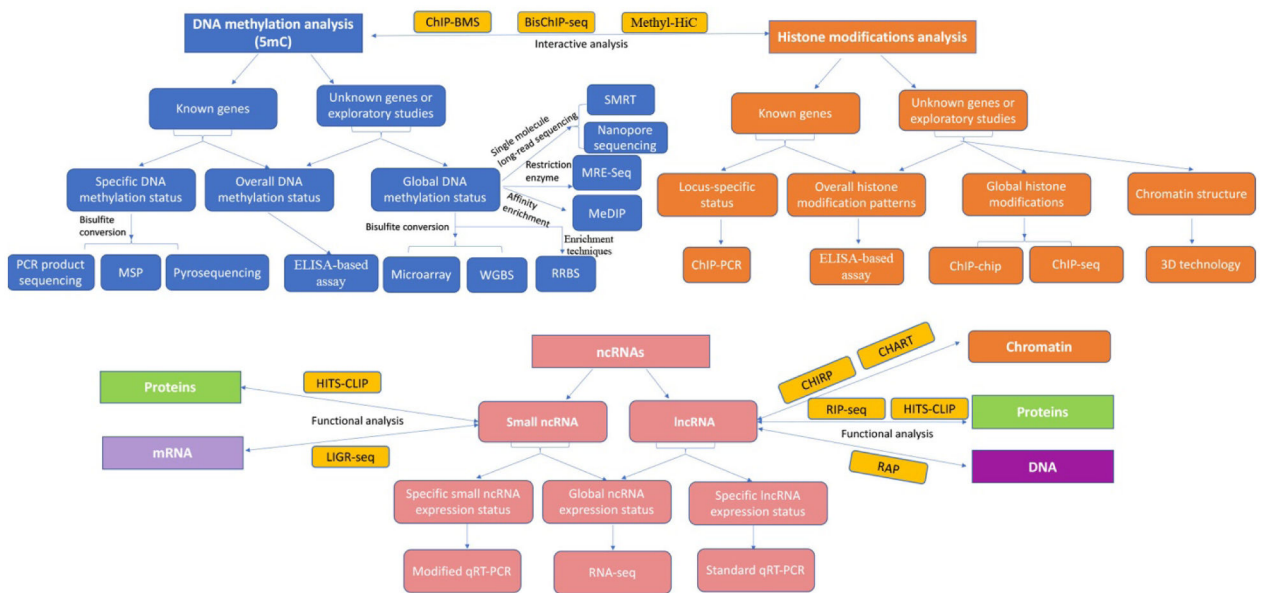 DNA methylation analysis
(5mC)
ChIP-BMS
BisChIP-seq
Methyl-HiC
Interactive analysis
Histone modifications analysis
Known genes
Unknown genes or
exploratory studies
Single molecule
long-read sequencing
SMRT
Nanopore
sequencing
Restriction
enzyme
MRE-Seq
Affinity
enrichment
MeDIP
Specific DNA
methylation status
Overall DNA
methylation status
Global DNA
methylation status
Bisulfite
conversion
Bisulfite conversion
Enrichment
techniques
PCR product
sequencing
MSP
Pyrosequencing
ELISA-based
assay
Microarray
WGBS
RRBS
Known genes
Unknown genes or
exploratory studies
Locus-specific
status
Overall histone
modification patterns
Global histone
modifications
Chromatin structure
ChIP-PCR
ELISA-based
assay
ChIP-chip
ChIP-seq
3D technology
ncRNAs
Proteins
HITS-CLIP
Functional analysis
mRNA
LIGR-seq
Small ncRNA
lncRNA
CHIRP
CHART
Chromatin
RIP-seq
HITS-CLIP
Proteins
Functional analysis
RAP
DNA
Specific small ncRNA
expression status
Global ncRNA
expression status
Specific lncRNA
expression status
Modified qRT-PCR
RNA-seq
Standard qRT-PCR